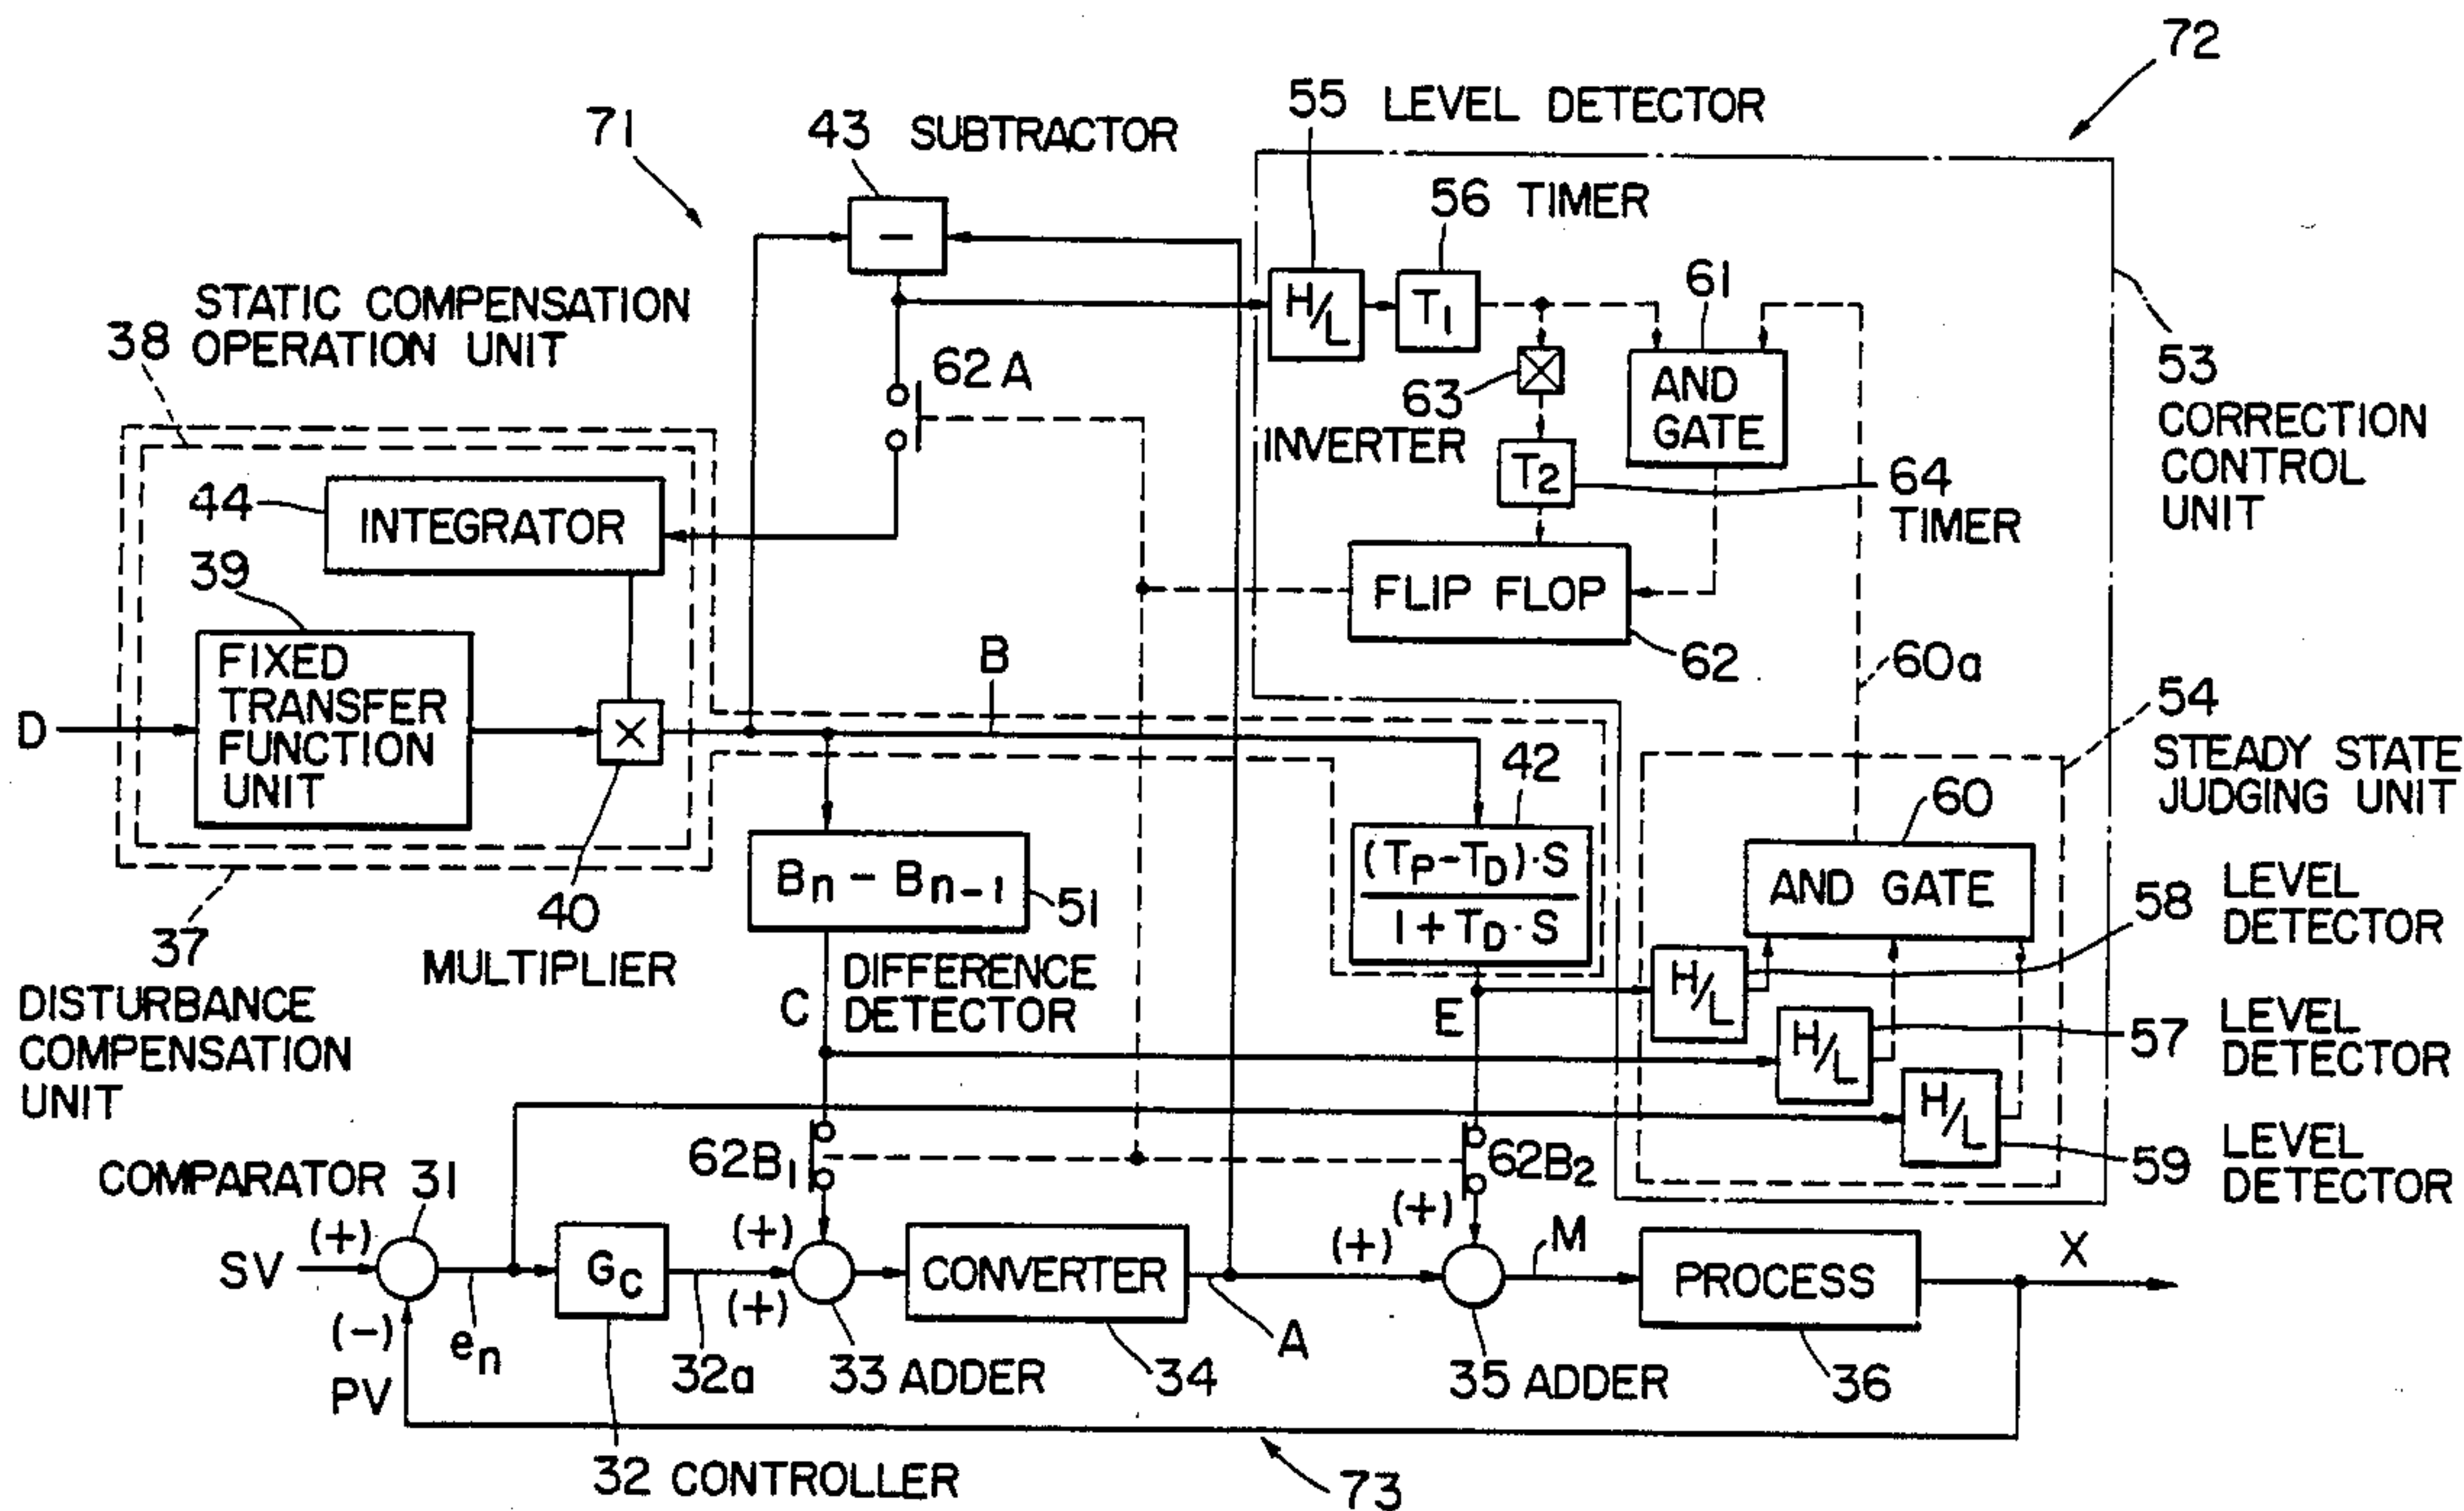 72
55 LEVEL DETECTOR
71
43 SUBTRACTOR
56 TIMER
−
61
H/L
T1
STATIC COMPENSATION
38 OPERATION UNIT
62A
63
INVERTER
AND
GATE
53
CORRECTION
CONTROL
UNIT
T2
64
TIMER
44
INTEGRATOR
39
FLIP FLOP
62
60a
FIXED
TRANSFER
FUNCTION
UNIT
D
×
B
54
STEADY STATE
JUDGING UNIT
42
60
Bn − Bn−1
51
(TP−TD)·S
1+TD·S
AND GATE
58 LEVEL
DETECTOR
40
MULTIPLIER
37
DISTURBANCE
COMPENSATION
UNIT
C
DIFFERENCE
DETECTOR
E
H/L
H/L
57 LEVEL
DETECTOR
H/L
59 LEVEL
DETECTOR
62B1
62B2
COMPARATOR 31
SV
(+)
(−)
PV
en
GC
32a
(+)
(+)
33 ADDER
CONVERTER
34
A
(+)
(+)
35 ADDER
M
PROCESS
36
X
32 CONTROLLER
73